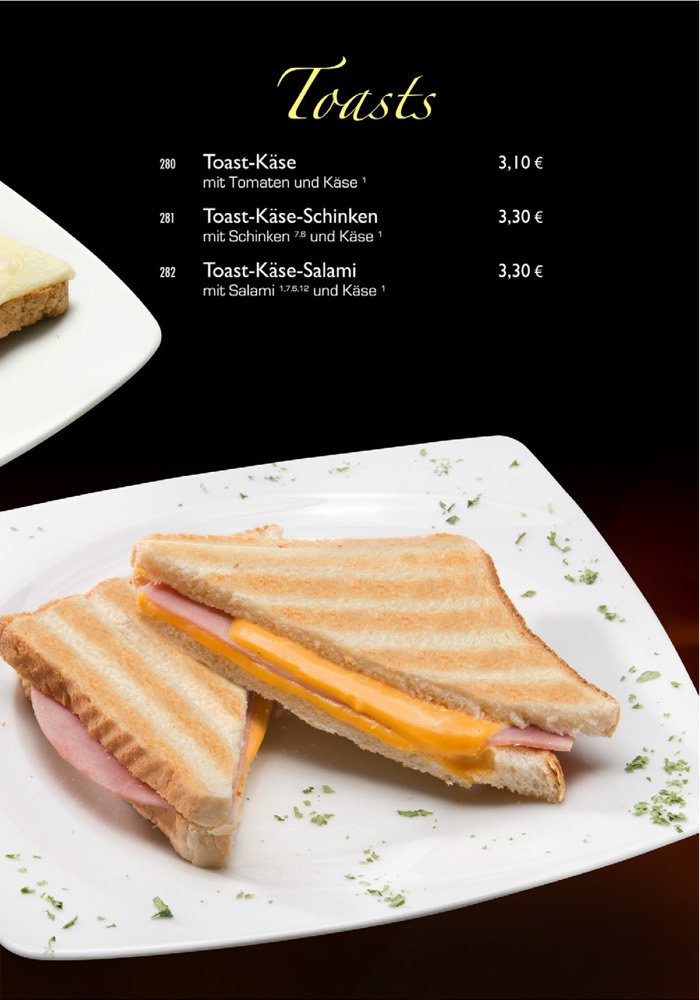 Toasts
280 Toast-Käse 3,10 €
mit Tomaten und Käse ¹
281 Toast-Käse-Schinken 3,30 €
mit Schinken ⁷·⁸ und Käse ¹
282 Toast-Käse-Salami 3,30 €
mit Salami ¹·⁷·⁸·¹² und Käse ¹